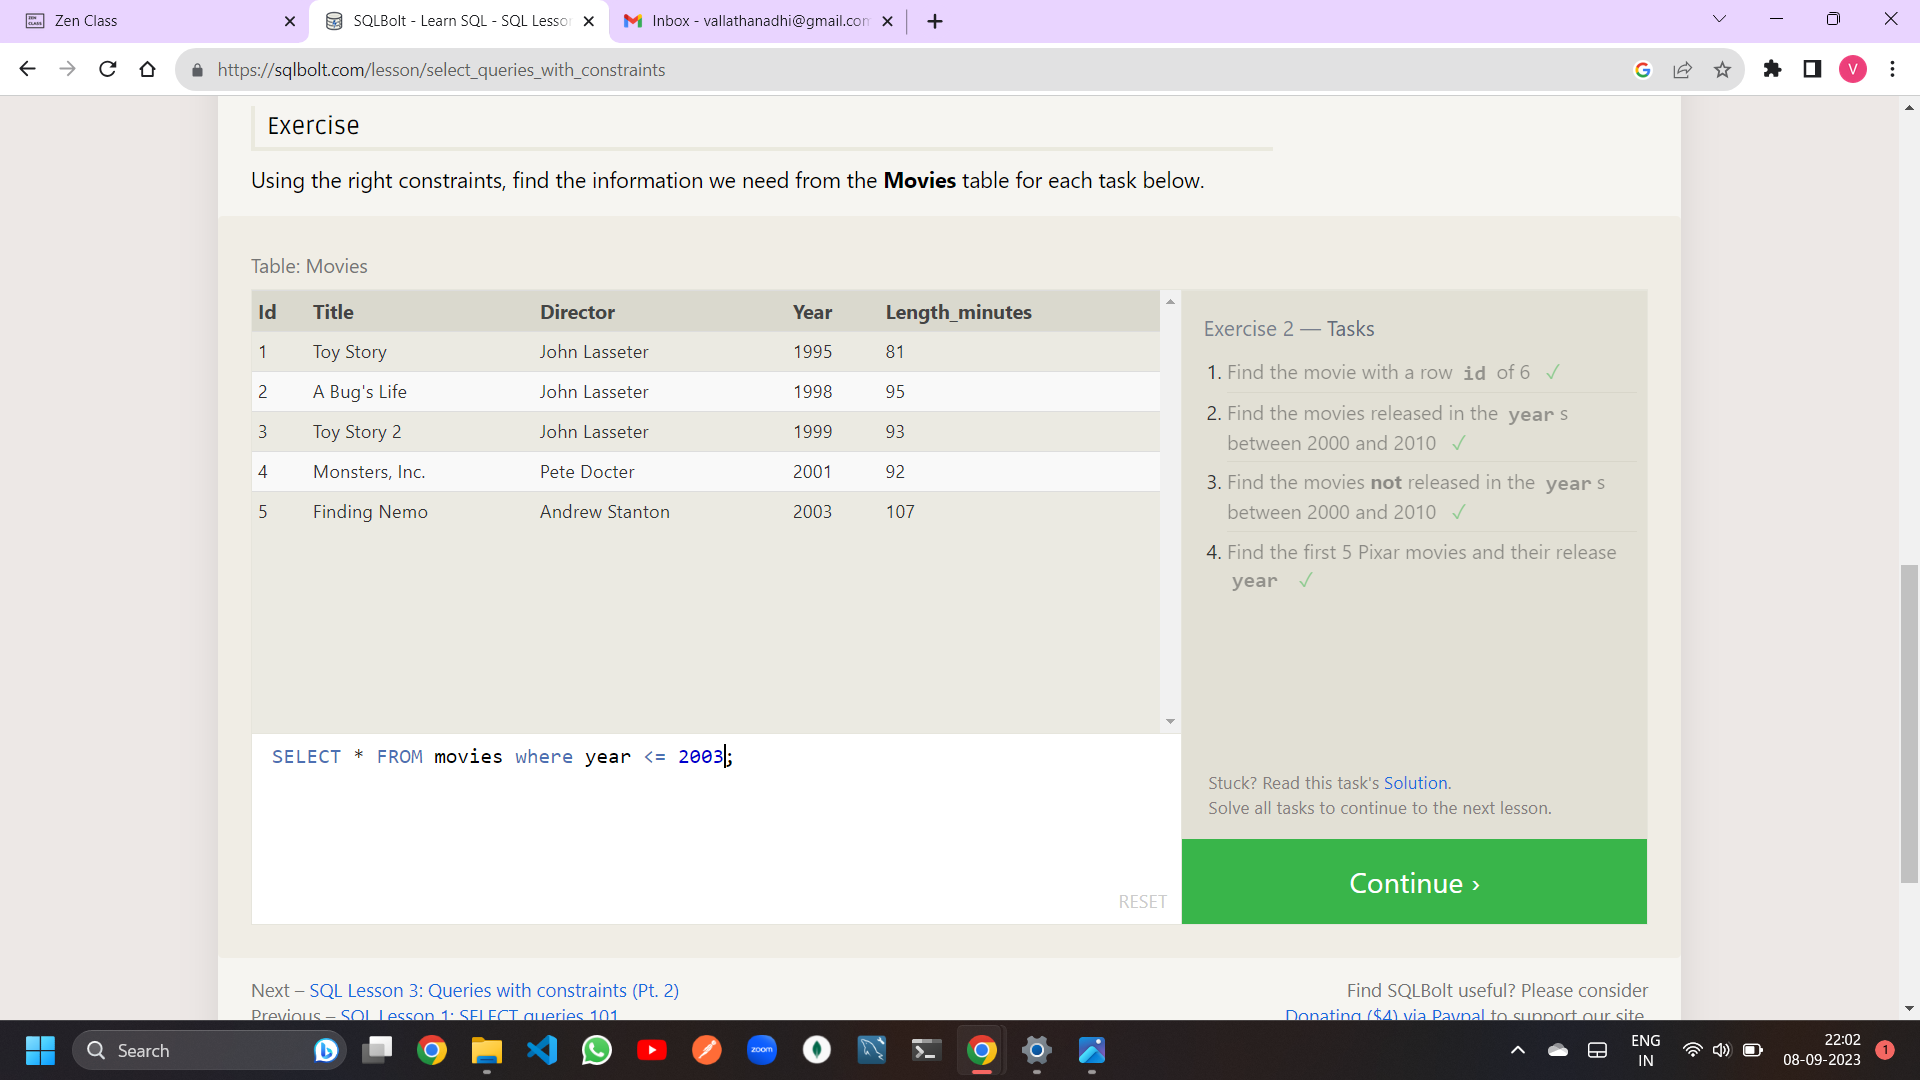 Zen Class
SQLBolt - Learn SQL - SQL Lesson
Inbox - vallathanadhi@gmail.com
https://sqlbolt.com/lesson/select_queries_with_constraints
V
Exercise
Using the right constraints, find the information we need from the Movies table for each task below.
Table: Movies
Id Title Director Year Length_minutes
1 Toy Story John Lasseter 1995 81
2 A Bug's Life John Lasseter 1998 95
3 Toy Story 2 John Lasseter 1999 93
4 Monsters, Inc. Pete Docter 2001 92
5 Finding Nemo Andrew Stanton 2003 107
SELECT * FROM movies where year <= 2003;
RESET
Exercise 2 — Tasks
1. Find the movie with a row id of 6 ✓
2. Find the movies released in the year s
between 2000 and 2010 ✓
3. Find the movies not released in the year s
between 2000 and 2010 ✓
4. Find the first 5 Pixar movies and their release
year ✓
Stuck? Read this task's Solution.
Solve all tasks to continue to the next lesson.
Continue ›
Next – SQL Lesson 3: Queries with constraints (Pt. 2)
Previous – SQL Lesson 1: SELECT queries 101
Find SQLBolt useful? Please consider
Donating ($4) via Paypal to support our site.
Search
zoom
ENG
IN
22:02
08-09-2023
1